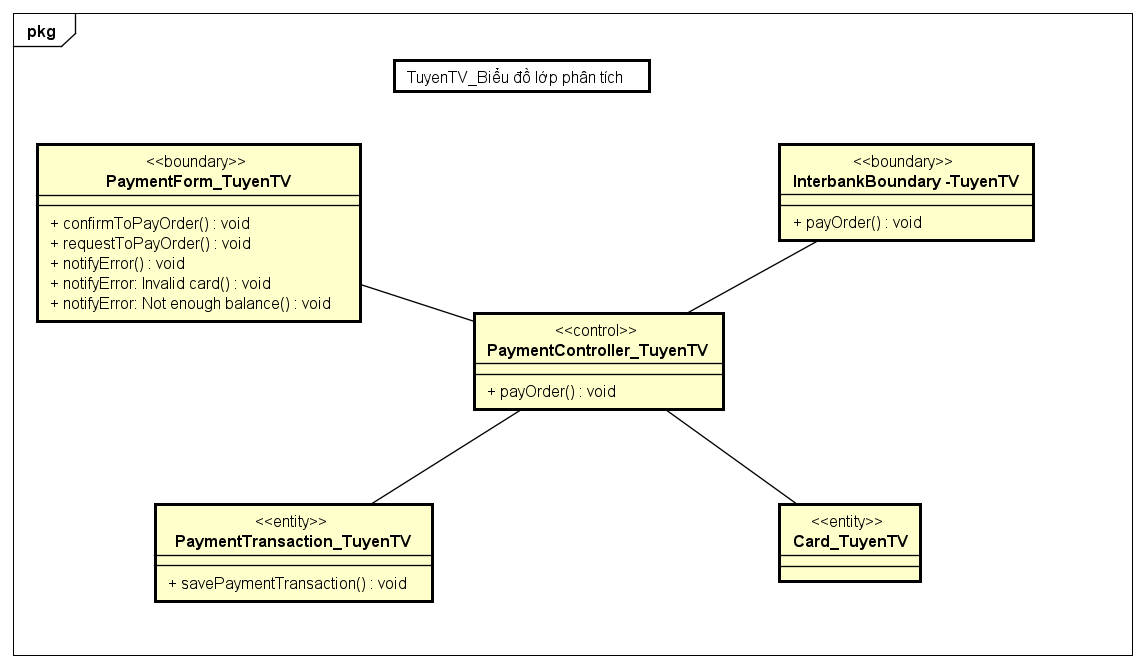 pkg
TuyenTV_Biểu đồ lớp phân tích
<<boundary>>
PaymentForm_TuyenTV
+ confirmToPayOrder() : void
+ requestToPayOrder() : void
+ notifyError() : void
+ notifyError: Invalid card() : void
+ notifyError: Not enough balance() : void
<<boundary>>
InterbankBoundary -TuyenTV
+ payOrder() : void
<<control>>
PaymentController_TuyenTV
+ payOrder() : void
<<entity>>
PaymentTransaction_TuyenTV
+ savePaymentTransaction() : void
<<entity>>
Card_TuyenTV